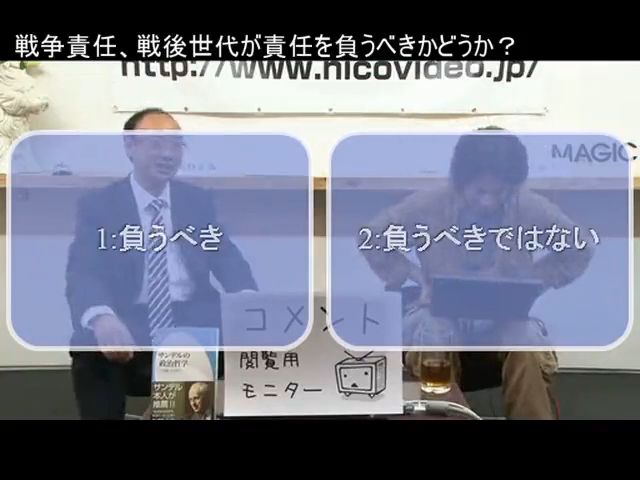 戦争責任、戦後世代が責任を負うべきかどうか？
http://www.nicovideo.jp/
MAGIC
1:負うべき
2:負うべきではない
コメント
閲覧用
モニター
サンデルの
政治哲学
サンデル
本人が
推薦!!